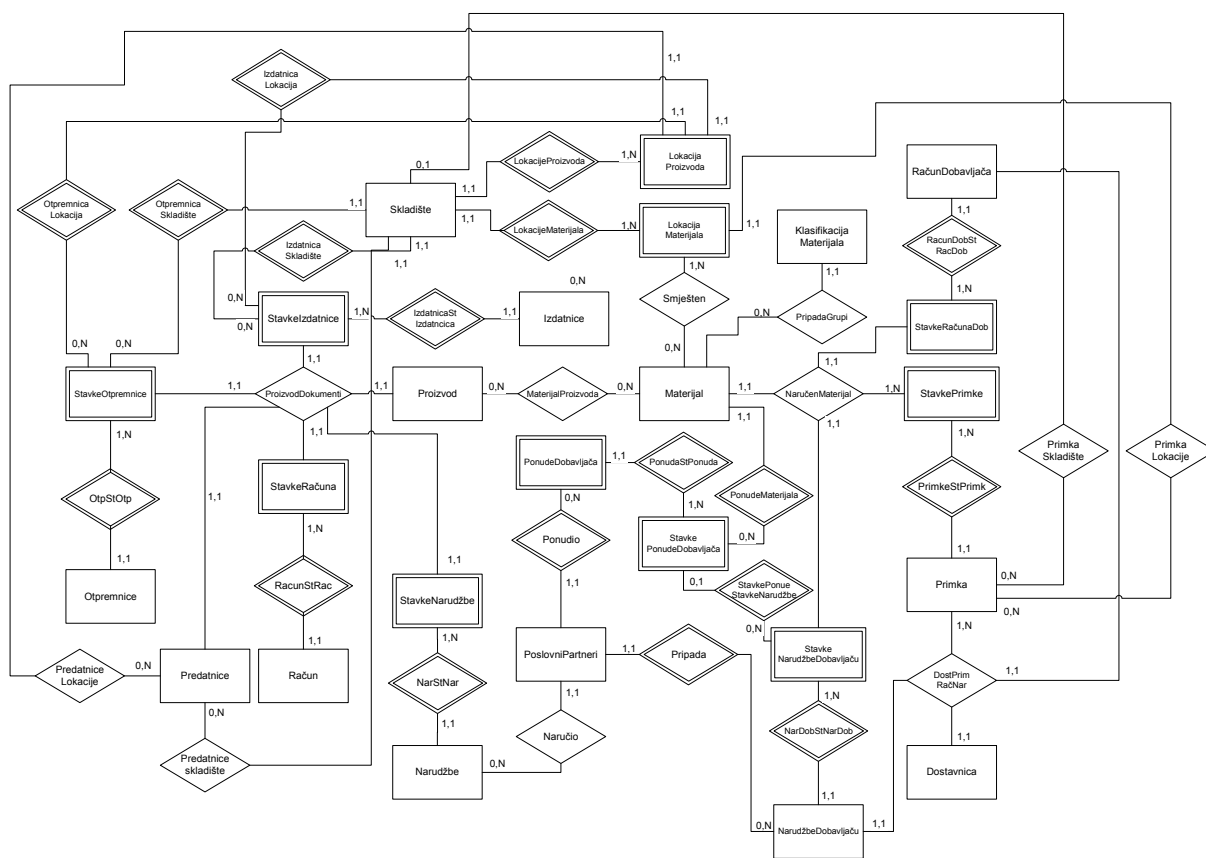 1,1
Izdatnica
Lokacija
1,1
1,1
0,1
LokacijeProizvoda
1,N
Lokacija
Proizvoda
RačunDobavljača
1,1
Otpremnica
Lokacija
Otpremnica
Skladište
1,1
Skladište
1,1
LokacijeMaterijala
1,N
Lokacija
Materijala
1,1
Klasifikacija
Materijala
1,1
RacunDobSt
RacDob
Izdatnica
Skladište
1,1
1,N
1,1
1,N
0,N
0,N
StavkeIzdatnice
1,N
IzdatnicaSt
Izdatncica
1,1
0,N
Izdatnice
Smješten
0,N
PripadaGrupi
StavkeRačunaDob
0,N
0,N
0,N
1,1
0,N
1,1
StavkeOtpremnice
1,1
ProizvodDokumenti
1,1
Proizvod
0,N
MaterijalProizvoda
0,N
Materijal
1,1
NaručenMaterijal
1,N
StavkePrimke
1,N
1,1
1,1
1,1
1,N
PonudeDobavljača
1,1
PonudaStPonuda
Primka
Skladište
Primka
Lokacije
OtpStOtp
StavkeRačuna
PonudeMaterijala
PrimkeStPrimk
1,1
0,N
1,N
1,N
Ponudio
Stavke
PonudeDobavljača
0,N
1,1
1,1
1,1
0,N
Otpremnice
RacunStRac
StavkeNarudžbe
0,1
StavkePonue
StavkeNarudžbe
Primka
0,N
1,N
1,1
0,N
1,N
1,1
Predatnice
Lokacije
0,N
Predatnice
Račun
NarStNar
PoslovniPartneri
1,1
Pripada
Stavke
NarudžbeDobavljaču
DostPrim
RačNar
1,1
0,N
1,1
1,1
1,N
Predatnice
skladište
Naručio
NarDobStNarDob
1,1
Narudžbe
0,N
Dostavnica
1,1
0,N
NarudžbeDobavljaču
1,1